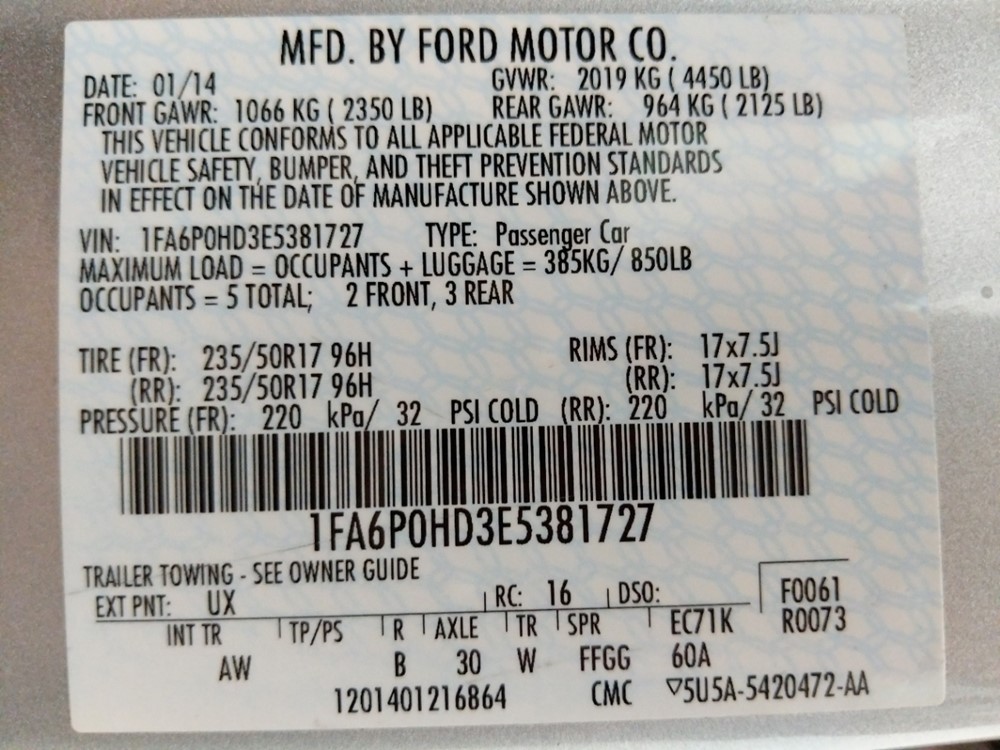 MFD. BY FORD MOTOR CO.
DATE: 01/14 GVWR: 2019 KG ( 4450 LB)
FRONT GAWR: 1066 KG ( 2350 LB) REAR GAWR: 964 KG ( 2125 LB)
THIS VEHICLE CONFORMS TO ALL APPLICABLE FEDERAL MOTOR
VEHICLE SAFETY, BUMPER, AND THEFT PREVENTION STANDARDS
IN EFFECT ON THE DATE OF MANUFACTURE SHOWN ABOVE.
VIN: 1FA6P0HD3E5381727 TYPE: Passenger Car
MAXIMUM LOAD = OCCUPANTS + LUGGAGE = 385KG/ 850LB
OCCUPANTS = 5 TOTAL; 2 FRONT, 3 REAR
TIRE (FR): 235/50R17 96H RIMS (FR): 17x7.5J
(RR): 235/50R17 96H (RR): 17x7.5J
PRESSURE (FR): 220 kPa/ 32 PSI COLD (RR): 220 kPa/ 32 PSI COLD
1FA6P0HD3E5381727
TRAILER TOWING - SEE OWNER GUIDE
EXT PNT: UX RC: 16 DSO: F0061
INT TR TP/PS R AXLE TR SPR EC71K R0073
AW B 30 W FFGG 60A
1201401216864 CMC ▽5U5A-5420472-AA